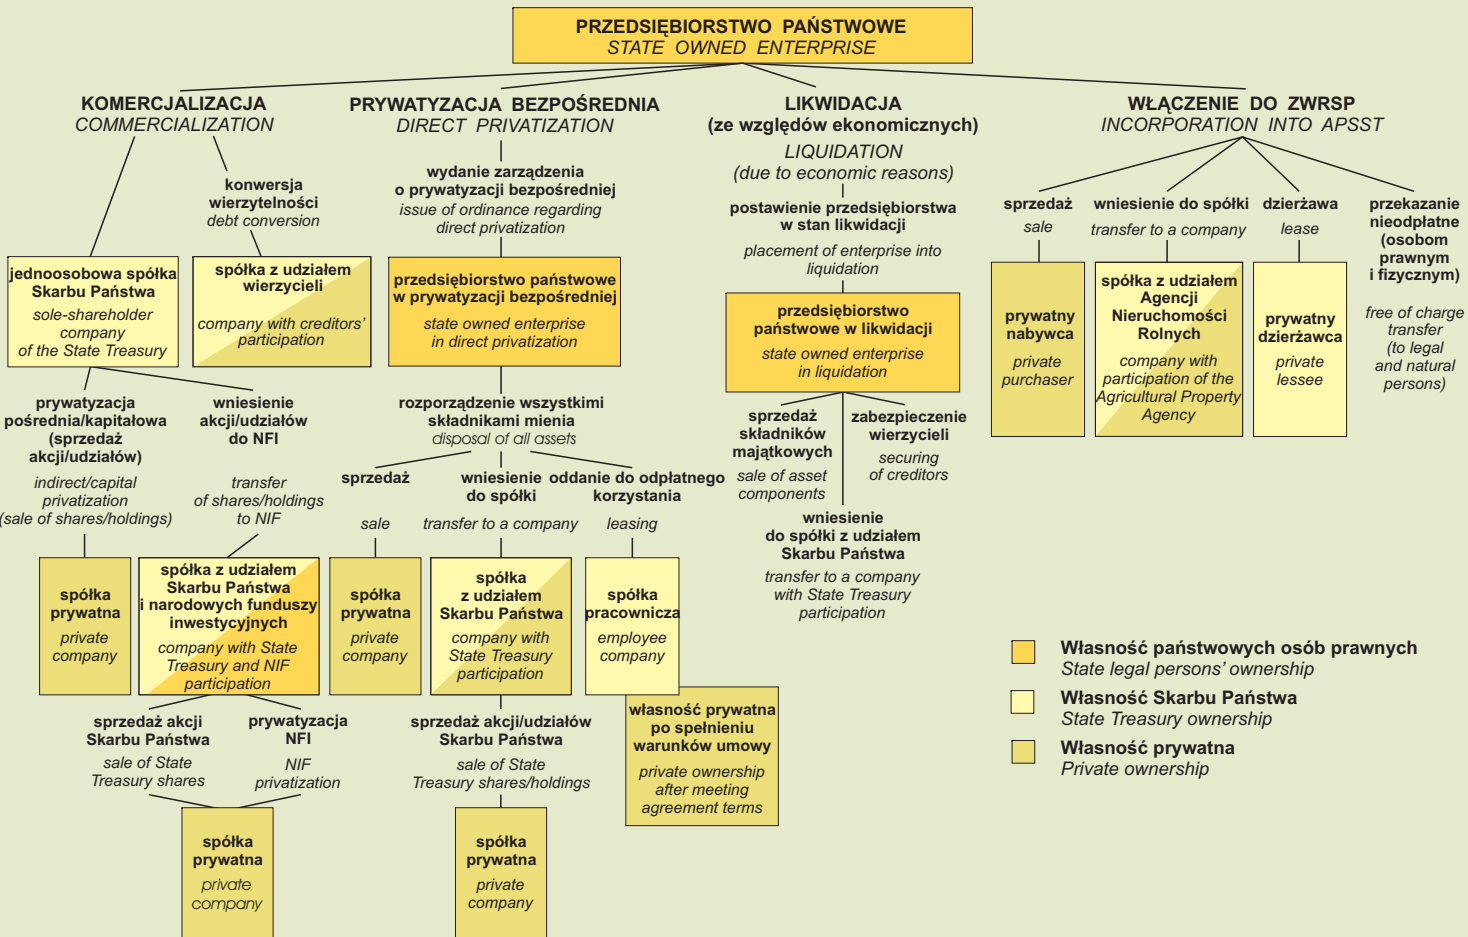 PRZEDSIĘBIORSTWO PAŃSTWOWE
STATE OWNED ENTERPRISE
KOMERCJALIZACJA
COMMERCIALIZATION
konwersja
wierzytelności
debt conversion
jednoosobowa spółka
Skarbu Państwa
sole-shareholder
company
of the State Treasury
spółka z udziałem
wierzycieli
company with creditors'
participation
prywatyzacja
pośrednia/kapitałowa
(sprzedaż
akcji/udziałów)
indirect/capital
privatization
(sale of shares/holdings)
wniesienie
akcji/udziałów
do NFI
transfer
of shares/holdings
to NIF
spółka
prywatna
private
company
spółka z udziałem
Skarbu Państwa
i narodowych funduszy
inwestycyjnych
company with State
Treasury and NIF
participation
sprzedaż akcji
Skarbu Państwa
sale of State
Treasury shares
prywatyzacja
NFI
NIF
privatization
spółka
prywatna
private
company
PRYWATYZACJA BEZPOŚREDNIA
DIRECT PRIVATIZATION
wydanie zarządzenia
o prywatyzacji bezpośredniej
issue of ordinance regarding
direct privatization
przedsiębiorstwo państwowe
w prywatyzacji bezpośredniej
state owned enterprise
in direct privatization
rozporządzenie wszystkimi
składnikami mienia
disposal of all assets
sprzedaż
sale
wniesienie
do spółki
transfer to a company
oddanie do odpłatnego
korzystania
leasing
spółka
prywatna
private
company
spółka
z udziałem
Skarbu Państwa
company with
State Treasury
participation
spółka
pracownicza
employee
company
sprzedaż akcji/udziałów
Skarbu Państwa
sale of State
Treasury shares/holdings
własność prywatna
po spełnieniu
warunków umowy
private ownership
after meeting
agreement terms
spółka
prywatna
private
company
LIKWIDACJA
(ze względów ekonomicznych)
LIQUIDATION
(due to economic reasons)
postawienie przedsiębiorstwa
w stan likwidacji
placement of enterprise into
liquidation
przedsiębiorstwo
państwowe w likwidacji
state owned enterprise
in liquidation
sprzedaż
składników
majątkowych
sale of asset
components
zabezpieczenie
wierzycieli
securing
of creditors
wniesienie
do spółki z udziałem
Skarbu Państwa
transfer to a company
with State Treasury
participation
WŁĄCZENIE DO ZWRSP
INCORPORATION INTO APSST
sprzedaż
sale
wniesienie do spółki
transfer to a company
dzierżawa
lease
przekazanie
nieodpłatne
(osobom
prawnym
i fizycznym)
free of charge
transfer
(to legal
and natural
persons)
prywatny
nabywca
private
purchaser
spółka z udziałem
Agencji
Nieruchomości
Rolnych
company with
participation of the
Agricultural Property
Agency
prywatny
dzierżawca
private
lessee
Własność państwowych osób prawnych
State legal persons' ownership
Własność Skarbu Państwa
State Treasury ownership
Własność prywatna
Private ownership